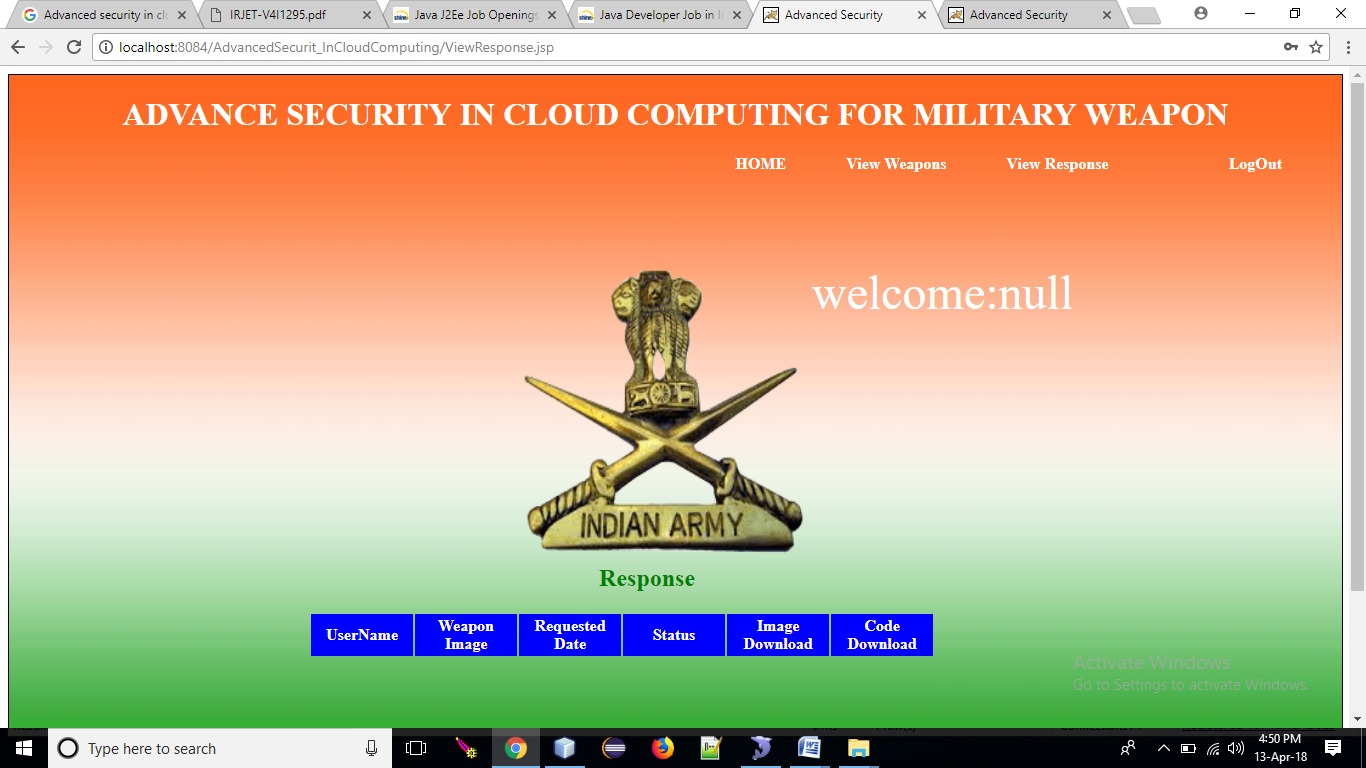 Advanced security in cl
IRJET-V4I1295.pdf
Java J2Ee Job Openings
Java Developer Job in I
Advanced Security
Advanced Security
localhost:8084/AdvancedSecurit_InCloudComputing/ViewResponse.jsp
ADVANCE SECURITY IN CLOUD COMPUTING FOR MILITARY WEAPON
HOME View Weapons View Response LogOut
welcome:null
INDIAN ARMY
Response
UserName
Weapon
Image
Requested
Date
Status
Image
Download
Code
Download
Activate Windows
Go to Settings to activate Windows.
Type here to search
4:50 PM
13-Apr-18